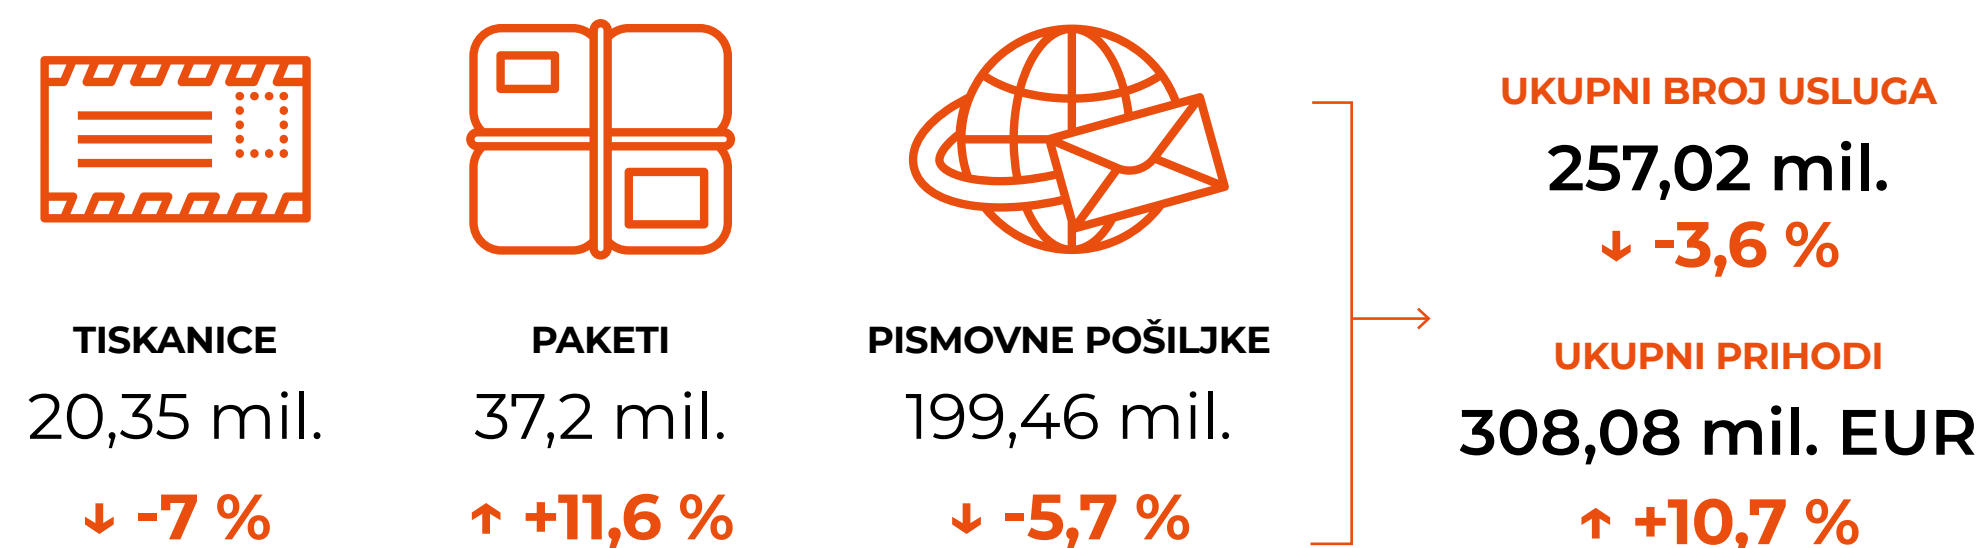 TISKANICE
20,35 mil.
↓ -7 %
PAKETI
37,2 mil.
↑ +11,6 %
PISMOVNE POŠILJKE
199,46 mil.
↓ -5,7 %
UKUPNI BROJ USLUGA
257,02 mil.
↓ -3,6 %
UKUPNI PRIHODI
308,08 mil. EUR
↑ +10,7 %